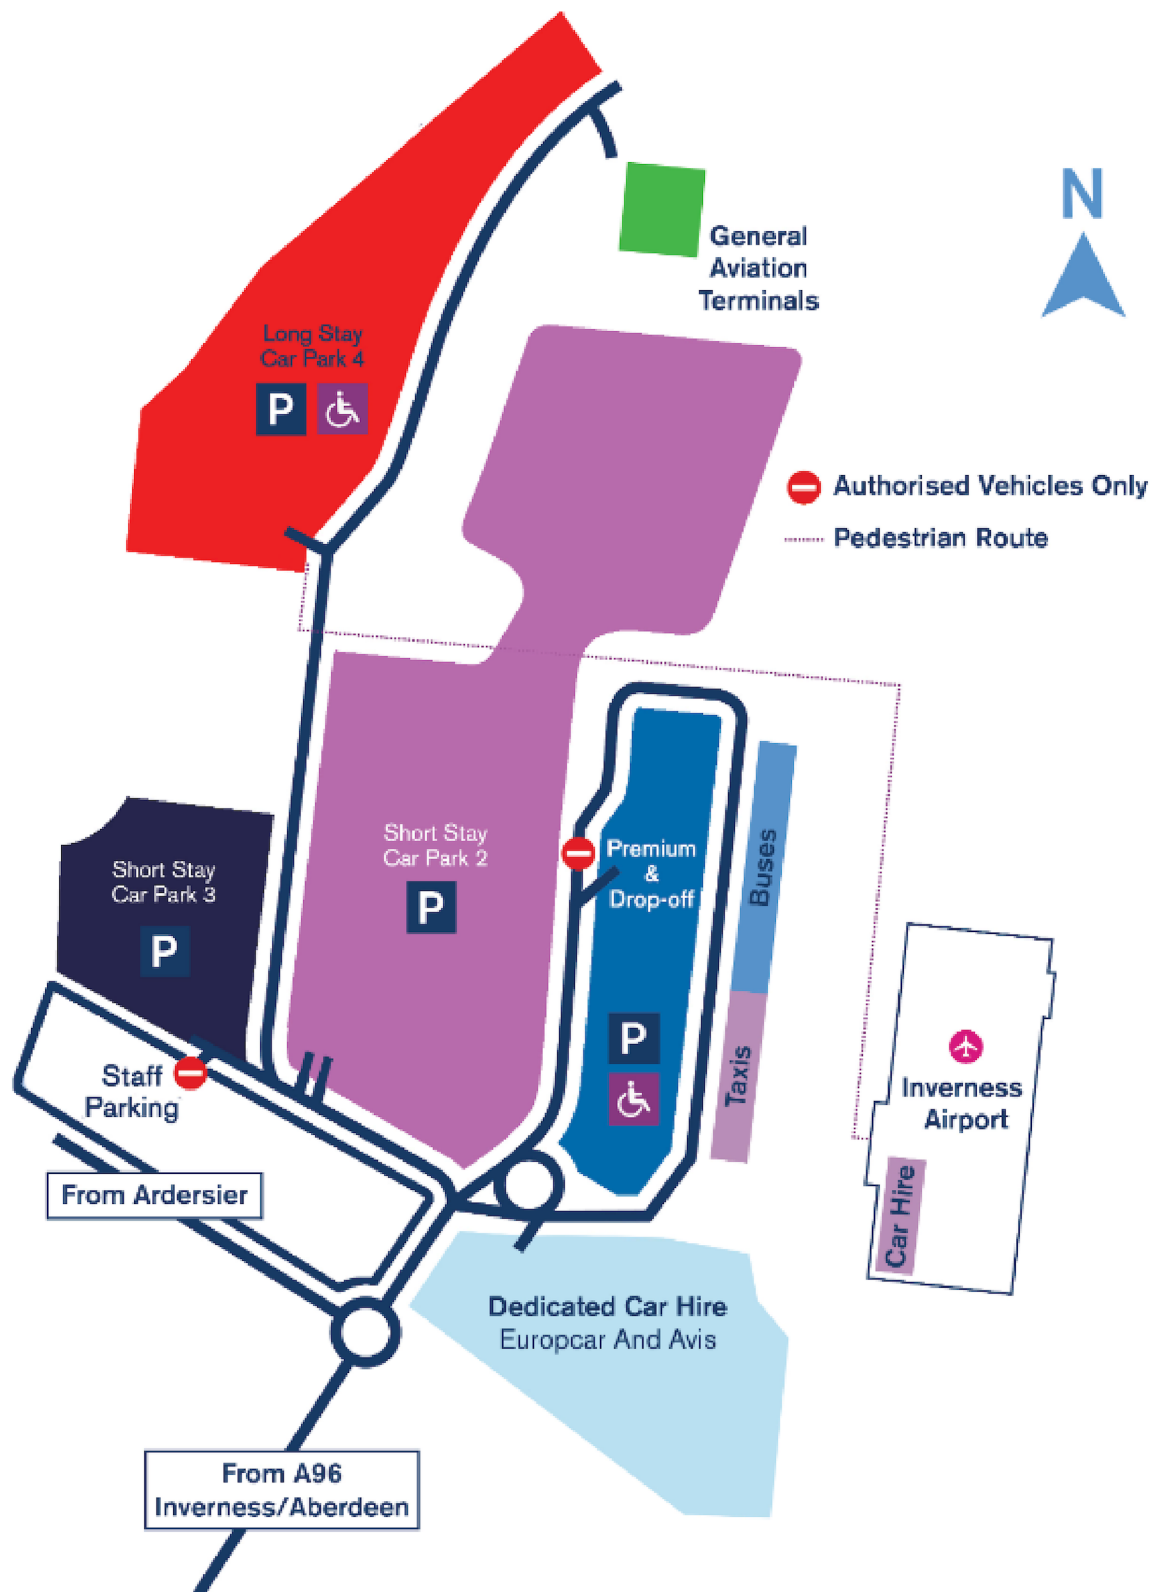 N
General
Aviation
Terminals
Long Stay
Car Park 4
P
Authorised Vehicles Only
Pedestrian Route
Short Stay
Car Park 2
P
Premium
&
Drop-off
Buses
Short Stay
Car Park 3
P
P
Taxis
Staff
Parking
Inverness
Airport
Car Hire
From Ardersier
Dedicated Car Hire
Europcar And Avis
From A96
Inverness/Aberdeen